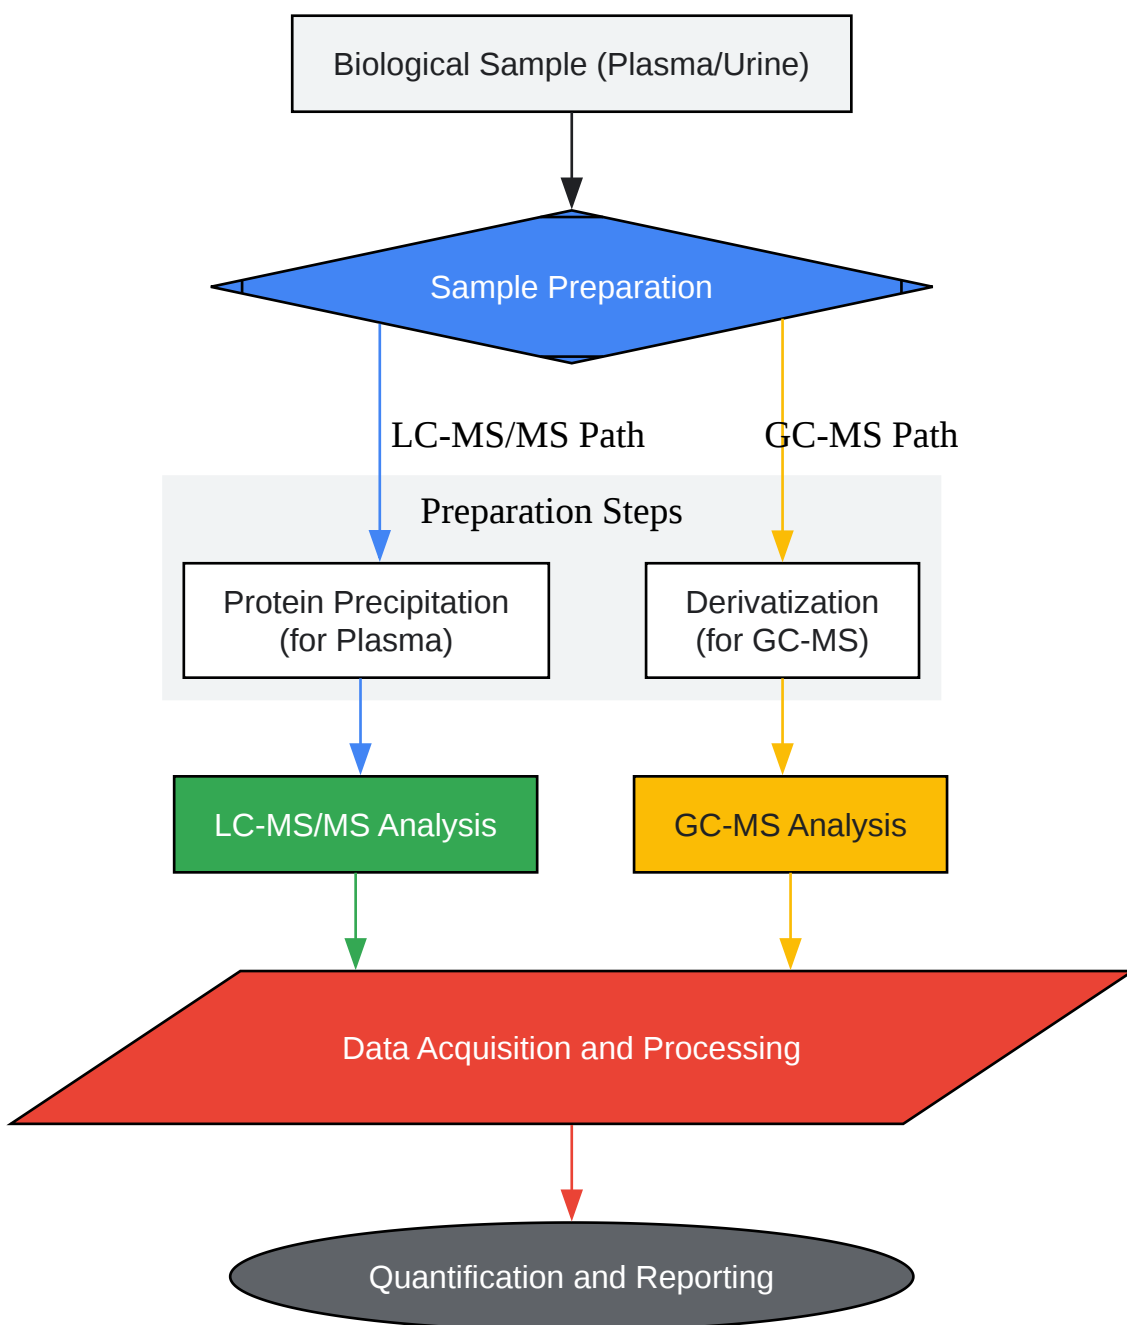 Biological Sample (Plasma/Urine)
Sample Preparation
LC-MS/MS Path
GC-MS Path
Preparation Steps
Protein Precipitation
(for Plasma)
Derivatization
(for GC-MS)
LC-MS/MS Analysis
GC-MS Analysis
Data Acquisition and Processing
Quantification and Reporting